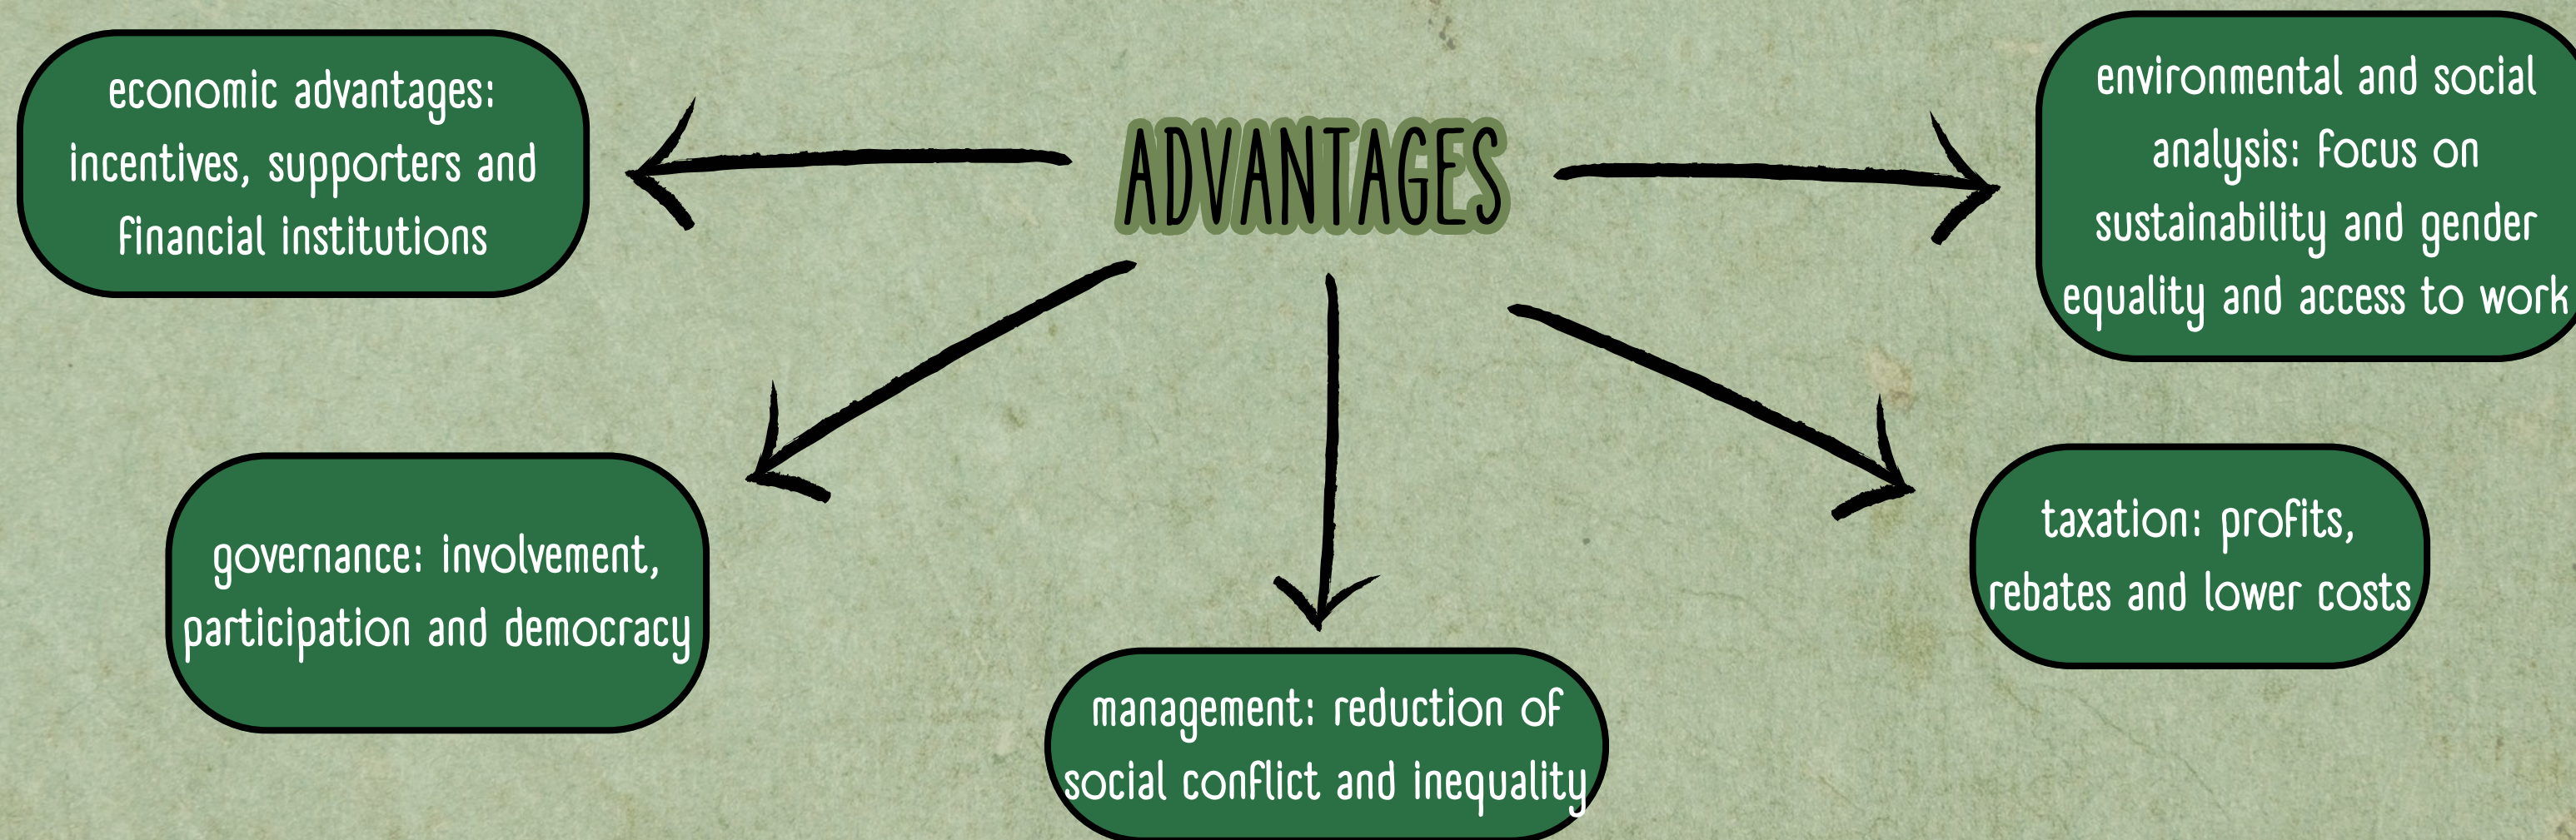 ADVANTAGES
economic advantages:
incentives, supporters and
financial institutions
environmental and social
analysis: focus on
sustainability and gender
equality and access to work
governance: involvement,
participation and democracy
taxation: profits,
rebates and lower costs
management: reduction of
social conflict and inequality